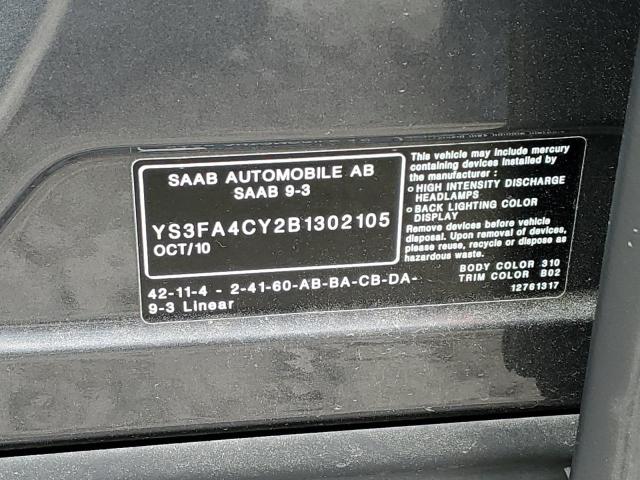 SAAB AUTOMOBILE AB
SAAB 9-3
YS3FA4CY2B1302105
OCT/10
42-11-4 - 2-41-60-AB-BA-CB-DA-
9-3 Linear
This vehicle may include mercury
containing devices installed by
the manufacturer :
o HIGH INTENSITY DISCHARGE
HEADLAMPS
o BACK LIGHTING COLOR
DISPLAY
Remove devices before vehicle
disposal. Upon removal of devices,
please reuse, recycle or dispose as
hazardous waste.
BODY COLOR 310
TRIM COLOR B02
12761317